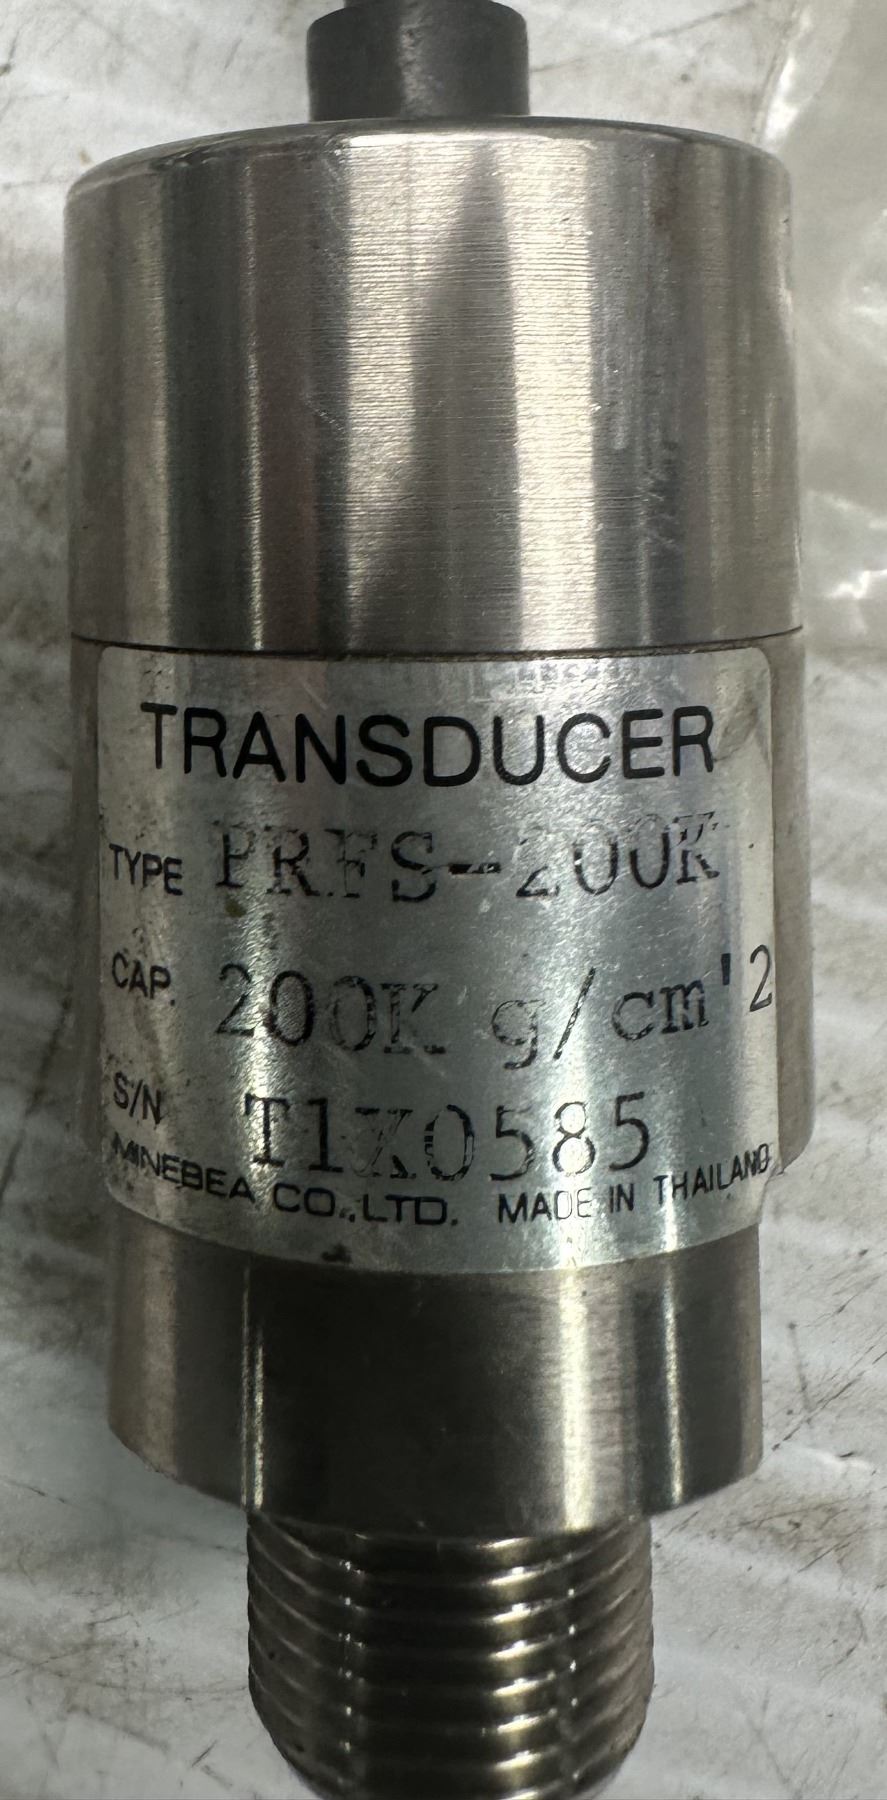 TRANSDUCER
TYPE PRFS-200K
CAP. 200K g/cm'2
S/N T1X0585
MINEBEA CO.,LTD. MADE IN THAILAND